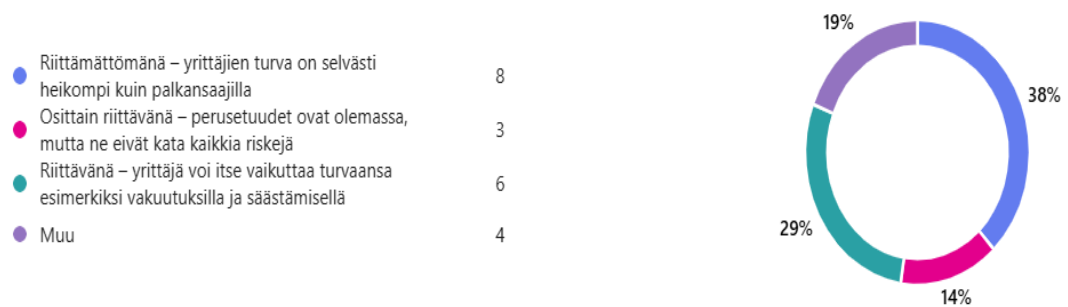 Riittämättömänä – yrittäjien turva on selvästi
heikompi kuin palkansaajilla
8
Osittain riittävänä – perusetuudet ovat olemassa,
mutta ne eivät kata kaikkia riskejä
3
Riittävänä – yrittäjä voi itse vaikuttaa turvaansa
esimerkiksi vakuutuksilla ja säästämisellä
6
Muu
4
19%
38%
29%
14%